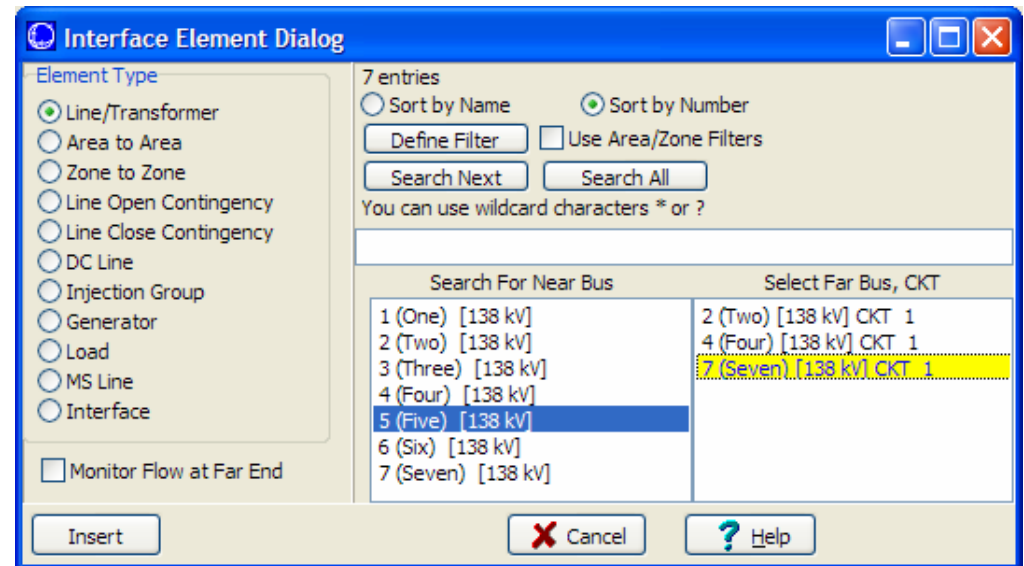 Interface Element Dialog
Element Type
Line/Transformer
Area to Area
Zone to Zone
Line Open Contingency
Line Close Contingency
DC Line
Injection Group
Generator
Load
MS Line
Interface
Monitor Flow at Far End
7 entries
Sort by Name Sort by Number
Define Filter Use Area/Zone Filters
Search Next Search All
You can use wildcard characters * or ?
Search For Near Bus
1 (One) [138 kV]
2 (Two) [138 kV]
3 (Three) [138 kV]
4 (Four) [138 kV]
5 (Five) [138 kV]
6 (Six) [138 kV]
7 (Seven) [138 kV]
Select Far Bus, CKT
2 (Two) [138 kV] CKT 1
4 (Four) [138 kV] CKT 1
7 (Seven) [138 kV] CKT 1
Insert Cancel ? Help